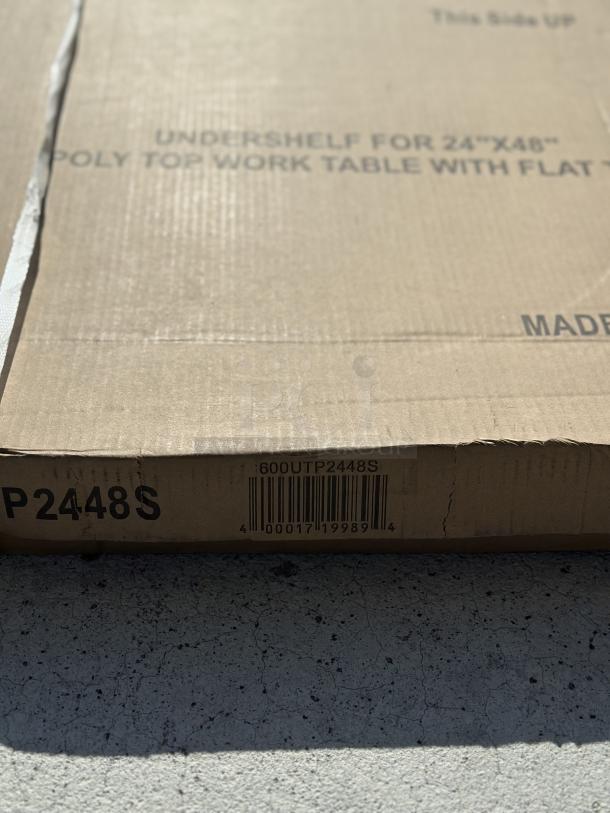 This Side UP
UNDERSHELF FOR 24"X48"
POLY TOP WORK TABLE WITH FLAT
MADE
600UTP2448S
P2448S
4 00017 19989 4